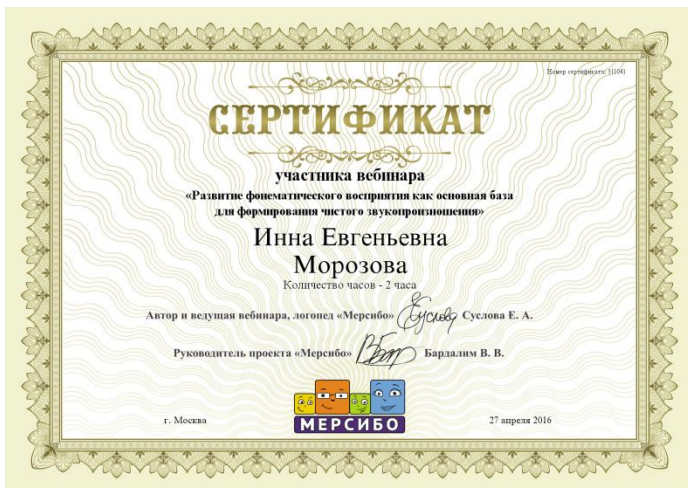 Номер сертификата: 311041
СЕРТИФИКАТ
участника вебинара
«Развитие фонематического восприятия как основная база
для формирования чистого звукопроизношения»
Инна Евгеньевна
Морозова
Количество часов - 2 часа
Автор и ведущая вебинара, логопед «Мерсибо» Суслова Е. А.
Руководитель проекта «Мерсибо» Бардалим В. В.
МЕРСИБО
г. Москва 27 апреля 2016